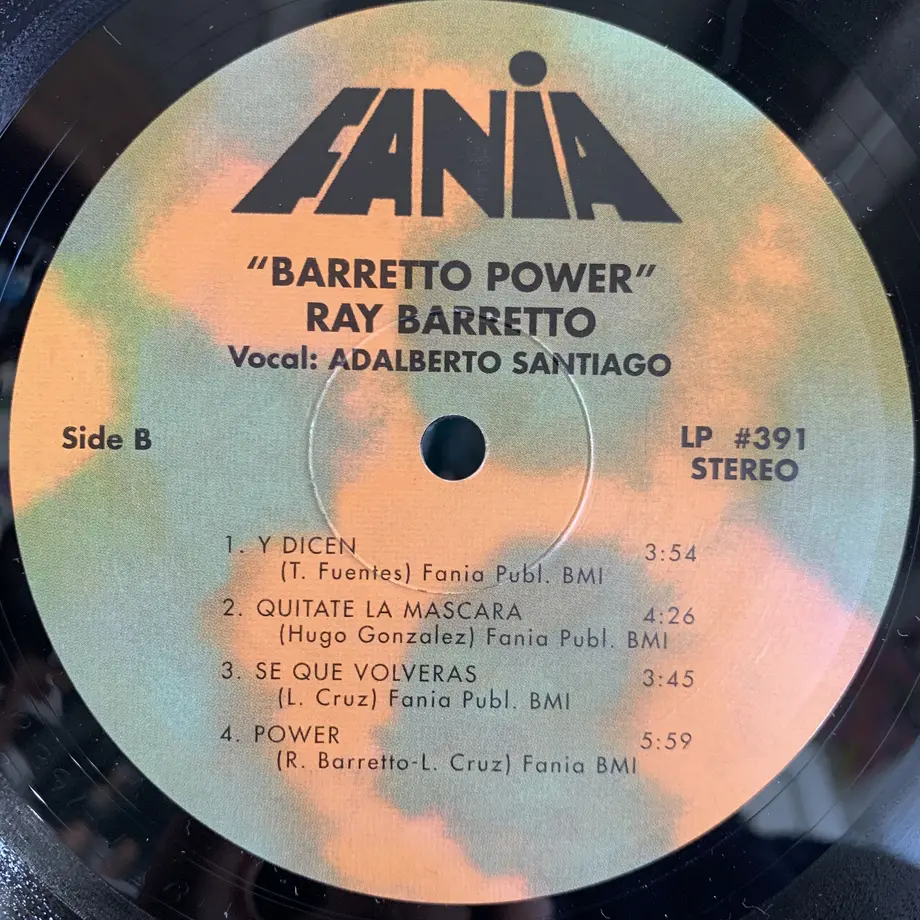 FANIA
"BARRETTO POWER"
RAY BARRETTO
Vocal: ADALBERTO SANTIAGO
Side B
LP #391
STEREO
1. Y DICEN 3:54
(T. Fuentes) Fania Publ. BMI
2. QUITATE LA MASCARA 4:26
(Hugo Gonzalez) Fania Publ. BMI
3. SE QUE VOLVERAS 3:45
(L. Cruz) Fania Publ. BMI
4. POWER 5:59
(R. Barretto-L. Cruz) Fania BMI